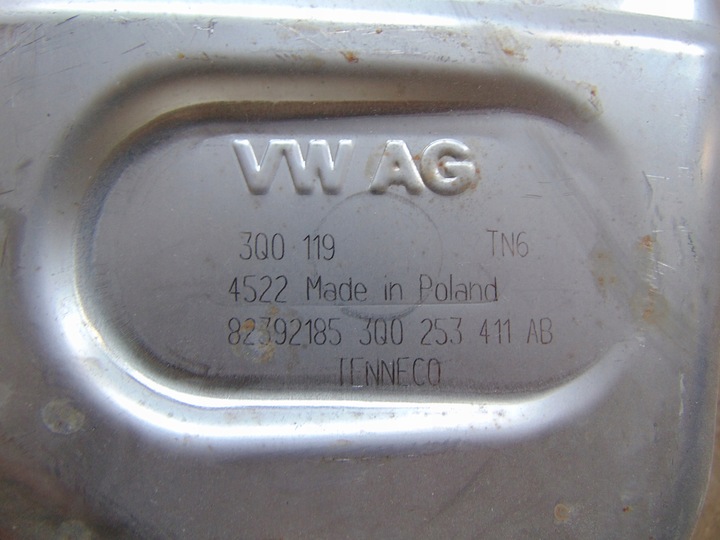 VW AG
3Q0 119 TN6
4522 Made in Poland
82392185 3Q0 253 411 AB
TENNECO